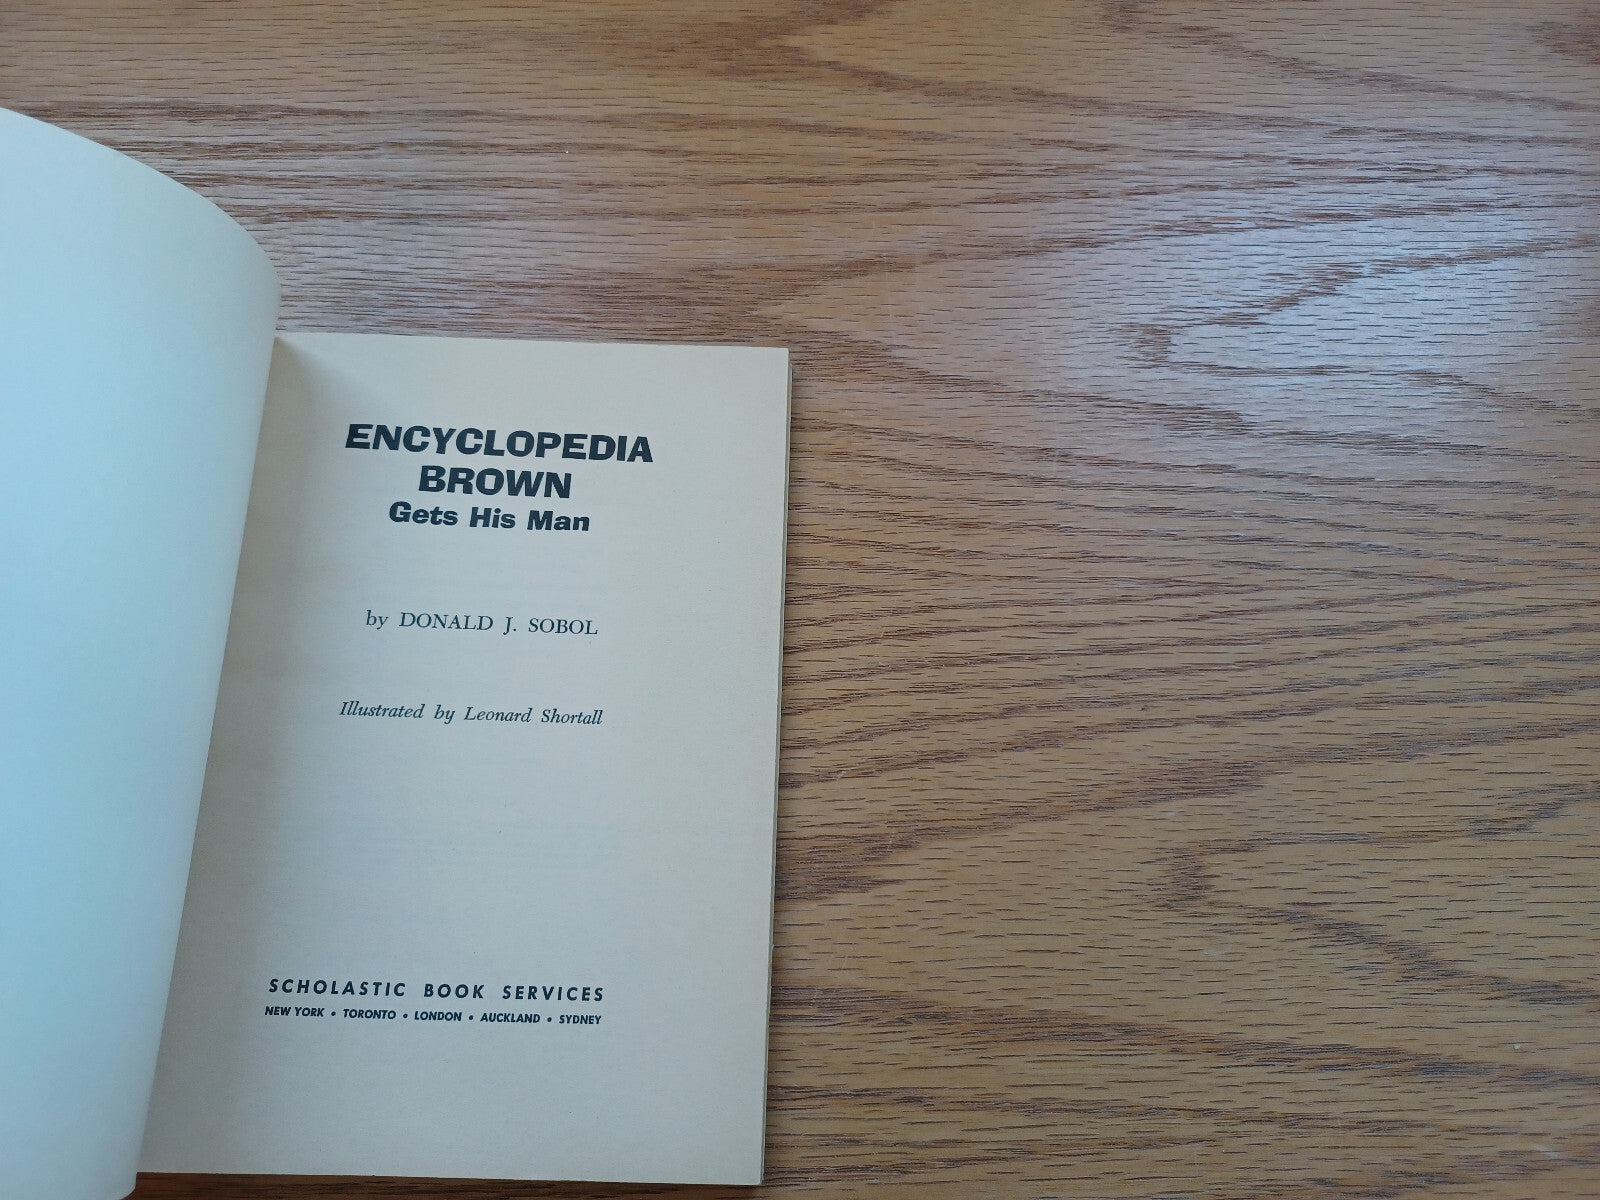 ENCYCLOPEDIA
BROWN
Gets His Man
by DONALD J. SOBOL
Illustrated by Leonard Shortall
SCHOLASTIC BOOK SERVICES
NEW YORK • TORONTO • LONDON • AUCKLAND • SYDNEY